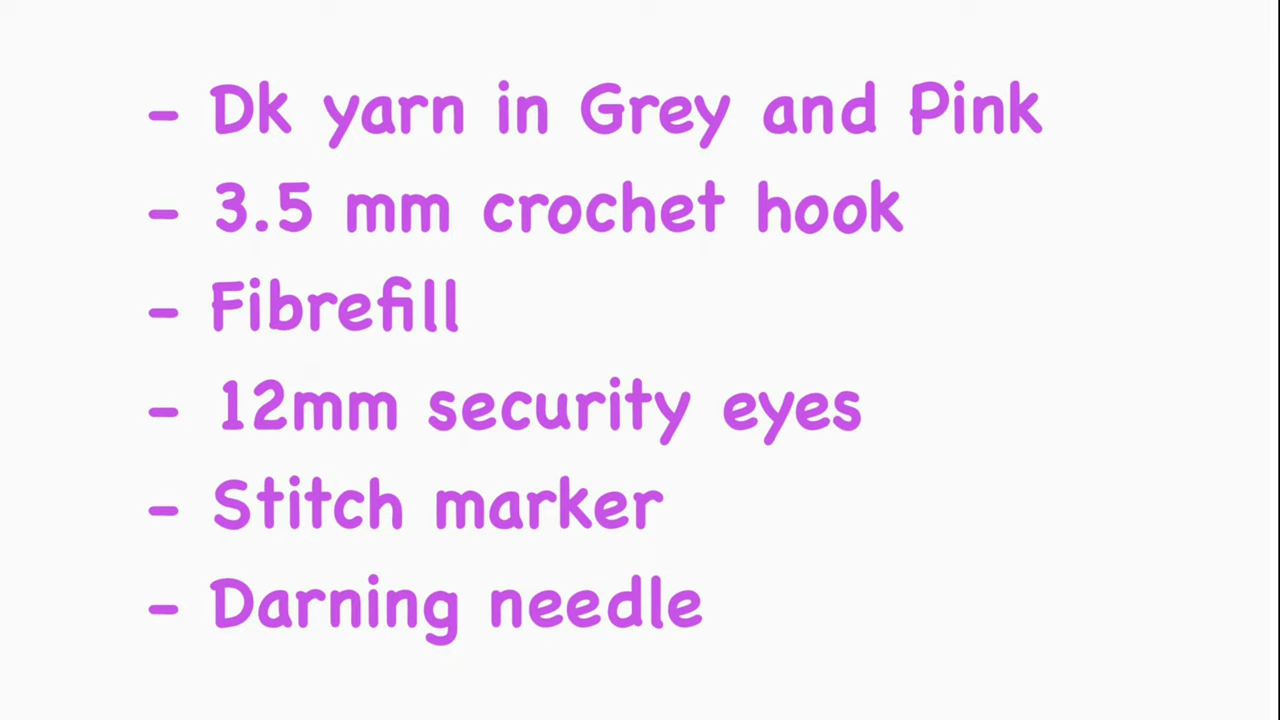 - Dk yarn in Grey and Pink
- 3.5 mm crochet hook
- Fibrefill
- 12mm security eyes
- Stitch marker
- Darning needle